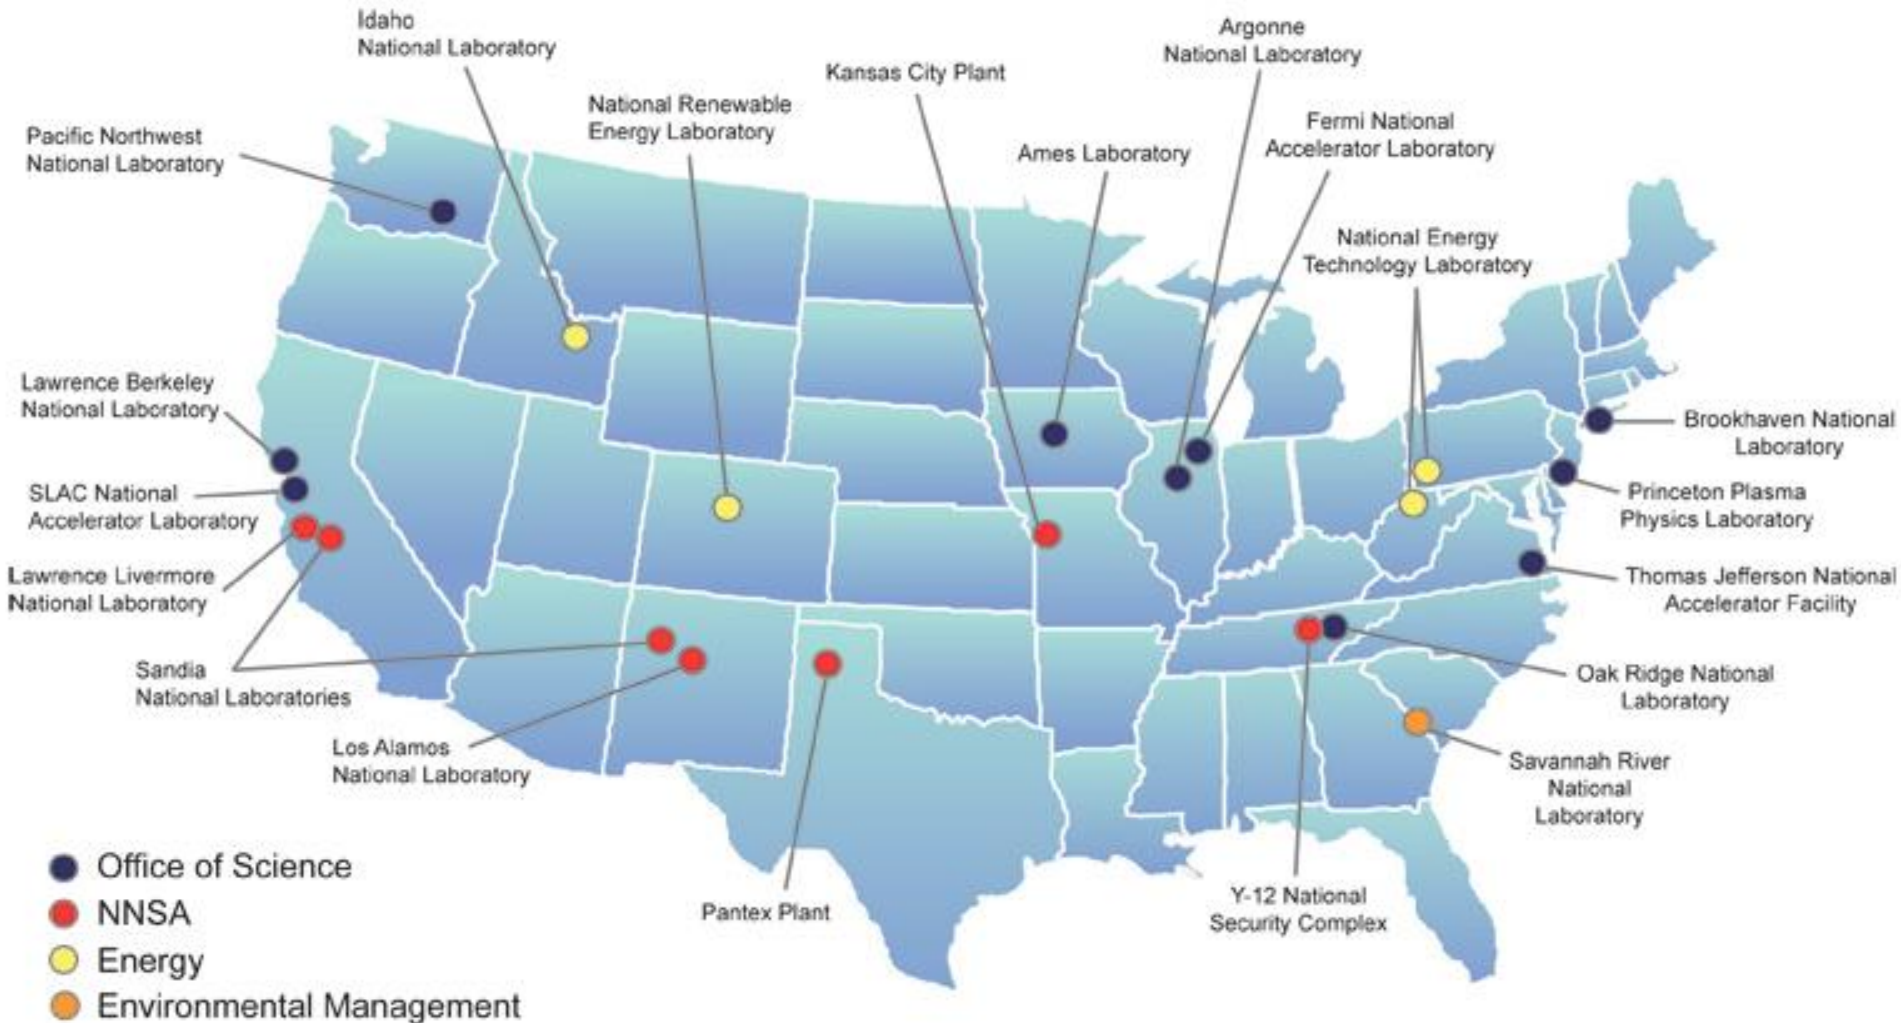 Idaho
National Laboratory
Argonne
National Laboratory
Kansas City Plant
National Renewable
Energy Laboratory
Fermi National
Accelerator Laboratory
Pacific Northwest
National Laboratory
Ames Laboratory
National Energy
Technology Laboratory
Lawrence Berkeley
National Laboratory
Brookhaven National
Laboratory
SLAC National
Accelerator Laboratory
Princeton Plasma
Physics Laboratory
Lawrence Livermore
National Laboratory
Thomas Jefferson National
Accelerator Facility
Sandia
National Laboratories
Oak Ridge National
Laboratory
Los Alamos
National Laboratory
Savannah River
National
Laboratory
Pantex Plant
Y-12 National
Security Complex
Office of Science
NNSA
Energy
Environmental Management